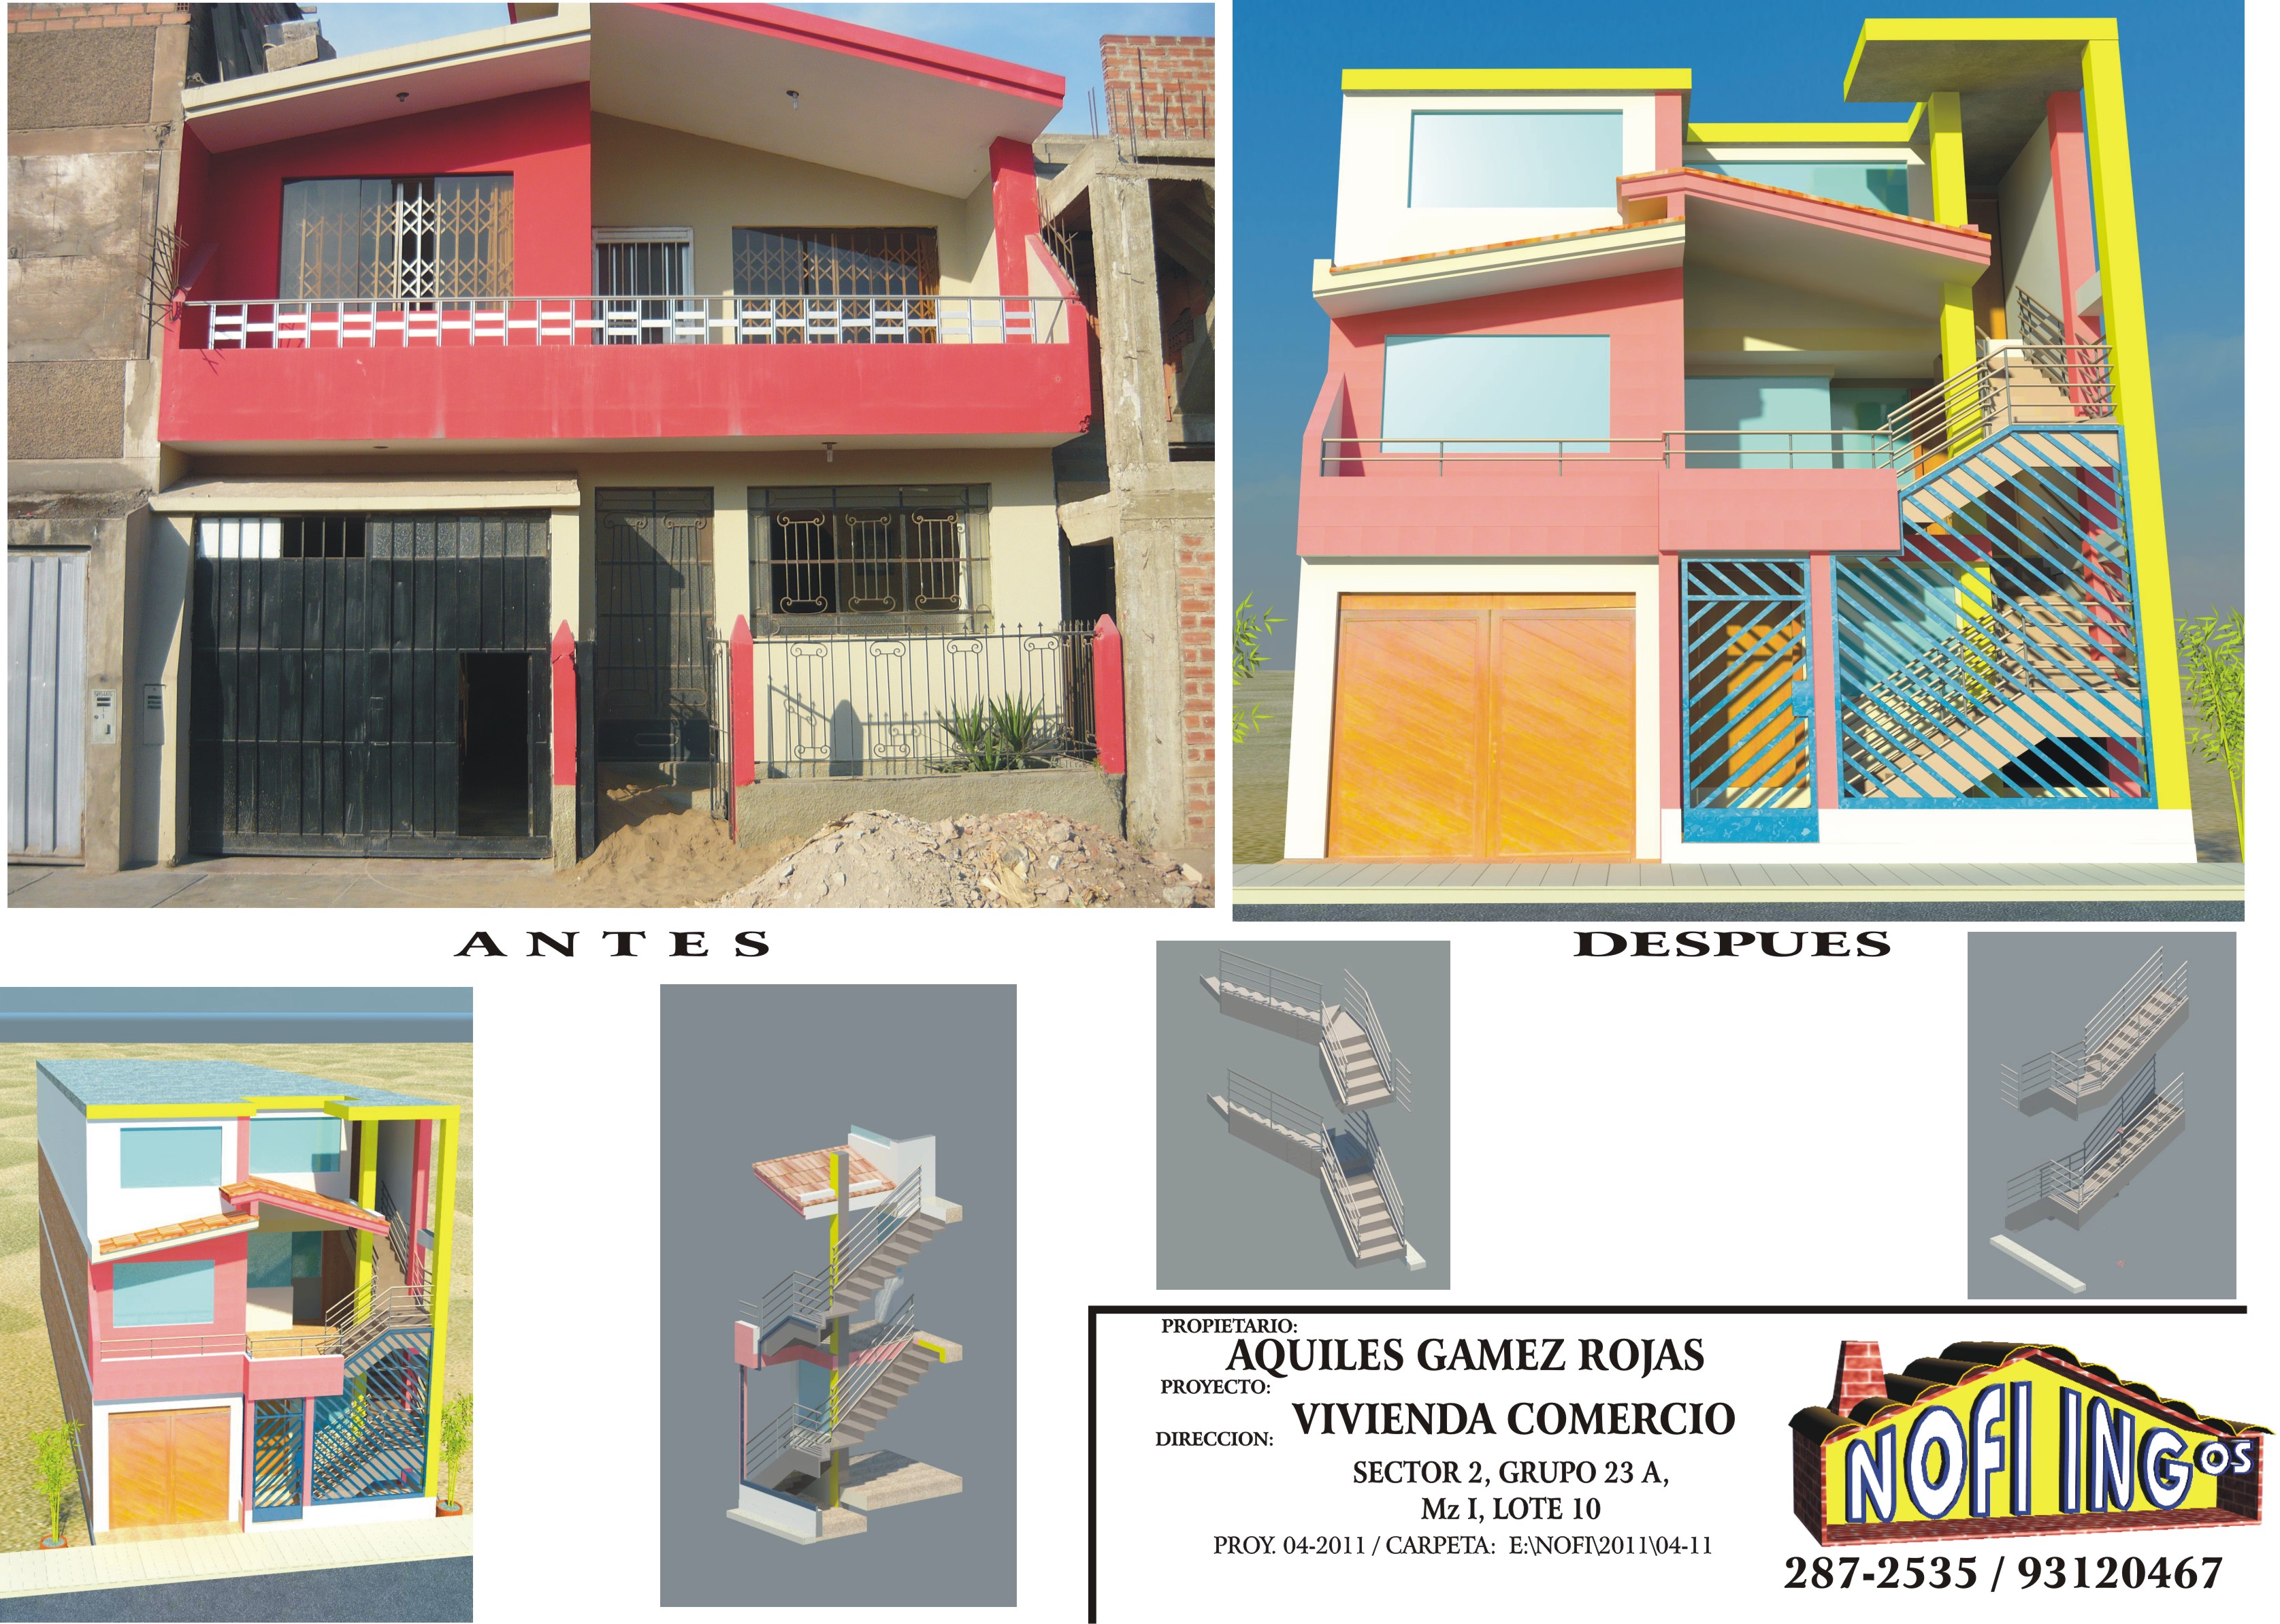 A N T E S
DESPUES
PROPIETARIO:
AQUILES GAMEZ ROJAS
PROYECTO:
VIVIENDA COMERCIO
DIRECCION:
SECTOR 2, GRUPO 23 A,
Mz I, LOTE 10
PROY. 04-2011 / CARPETA: E:\NOFI\2011\04-11
NOFI INGOS
287-2535 / 93120467